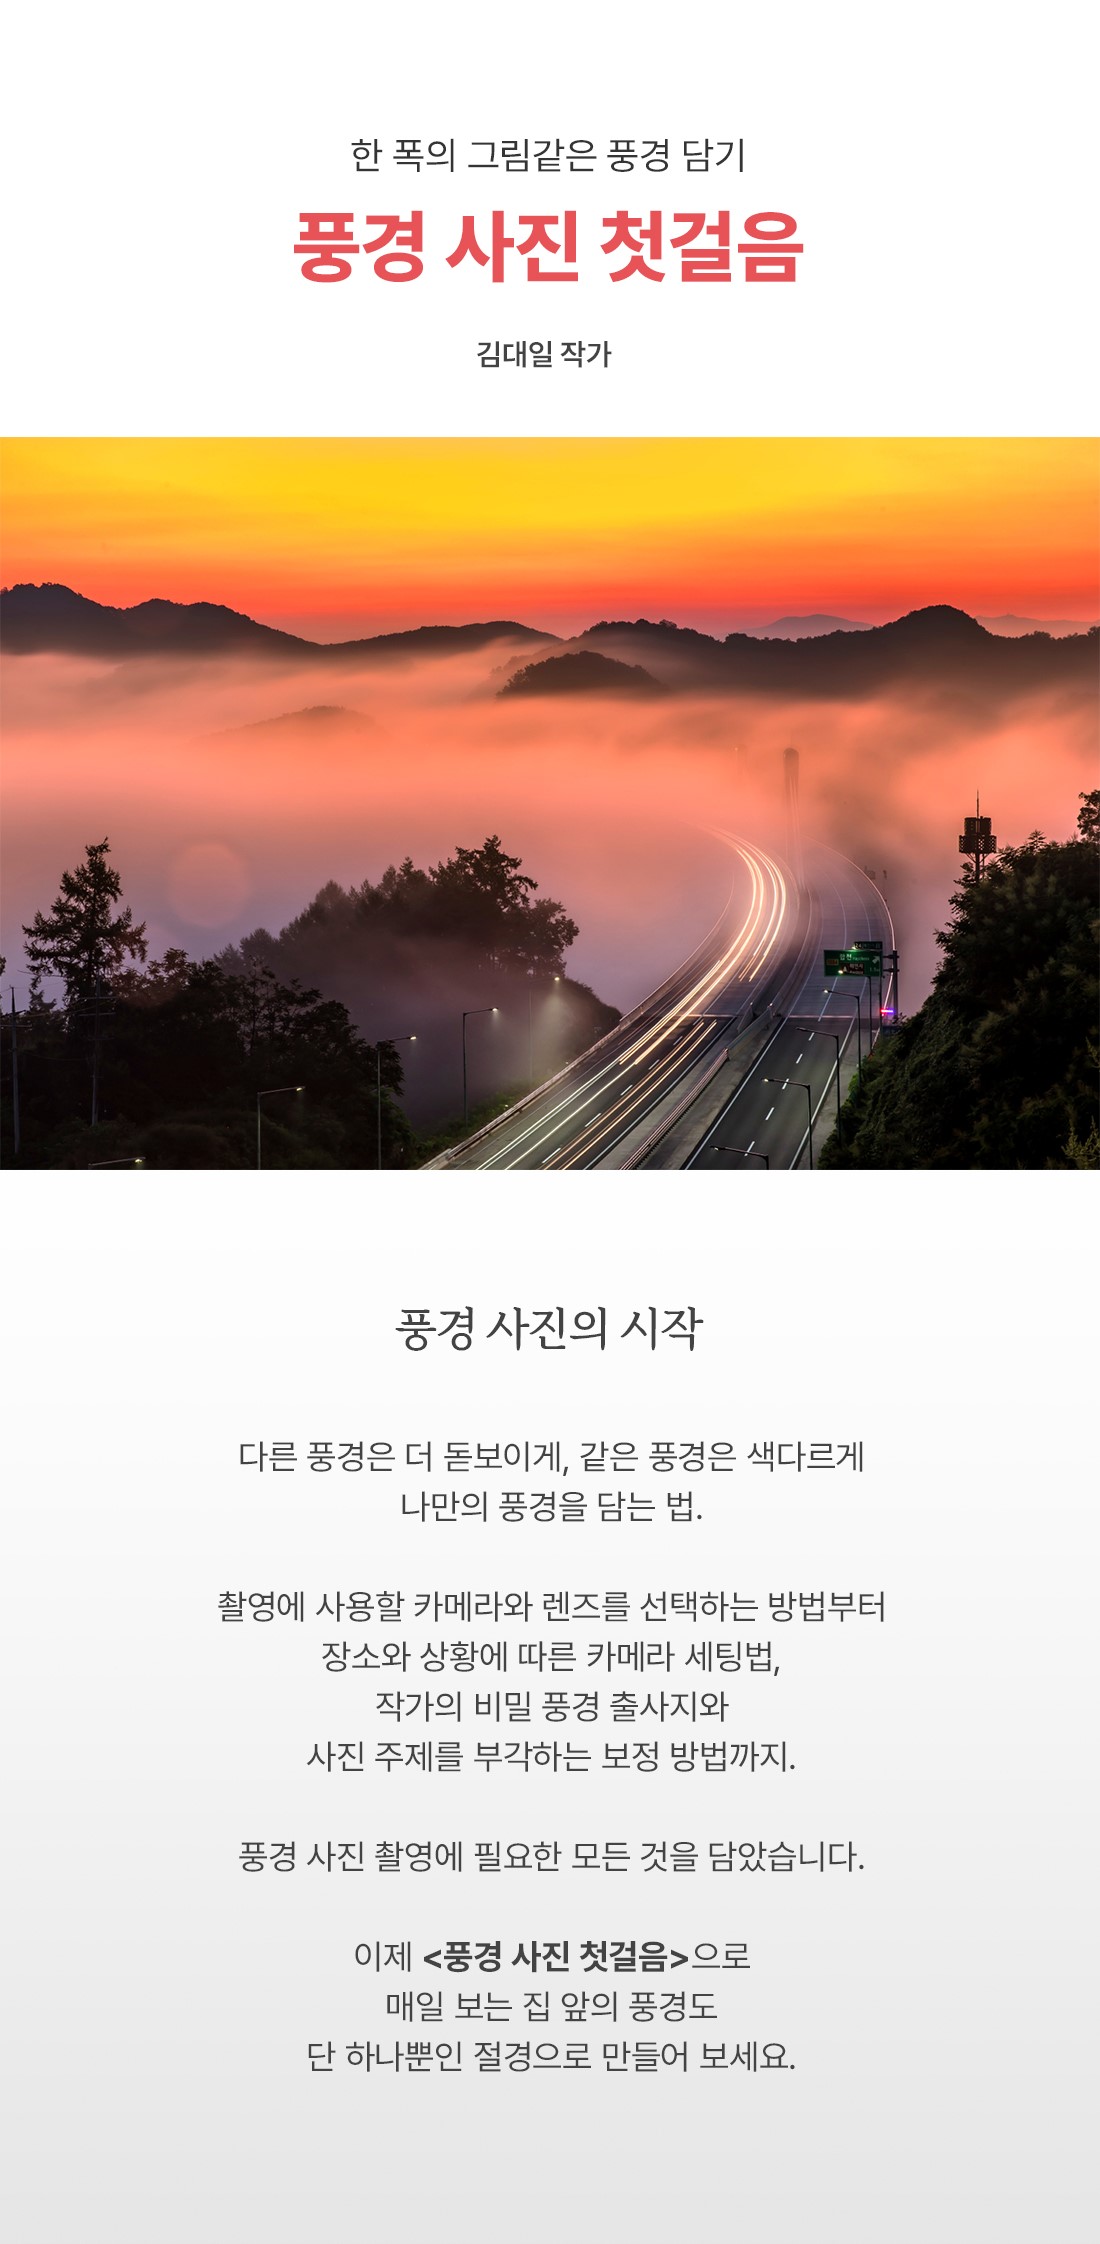 한 폭의 그림같은 풍경 담기
풍경 사진 첫걸음
김대일 작가
풍경 사진의 시작
다른 풍경은 더 돋보이게, 같은 풍경은 색다르게
나만의 풍경을 담는 법.
촬영에 사용할 카메라와 렌즈를 선택하는 방법부터
장소와 상황에 따른 카메라 세팅법,
작가의 비밀 풍경 출사지와
사진 주제를 부각하는 보정 방법까지.
풍경 사진 촬영에 필요한 모든 것을 담았습니다.
이제 <풍경 사진 첫걸음>으로
매일 보는 집 앞의 풍경도
단 하나뿐인 절경으로 만들어 보세요.